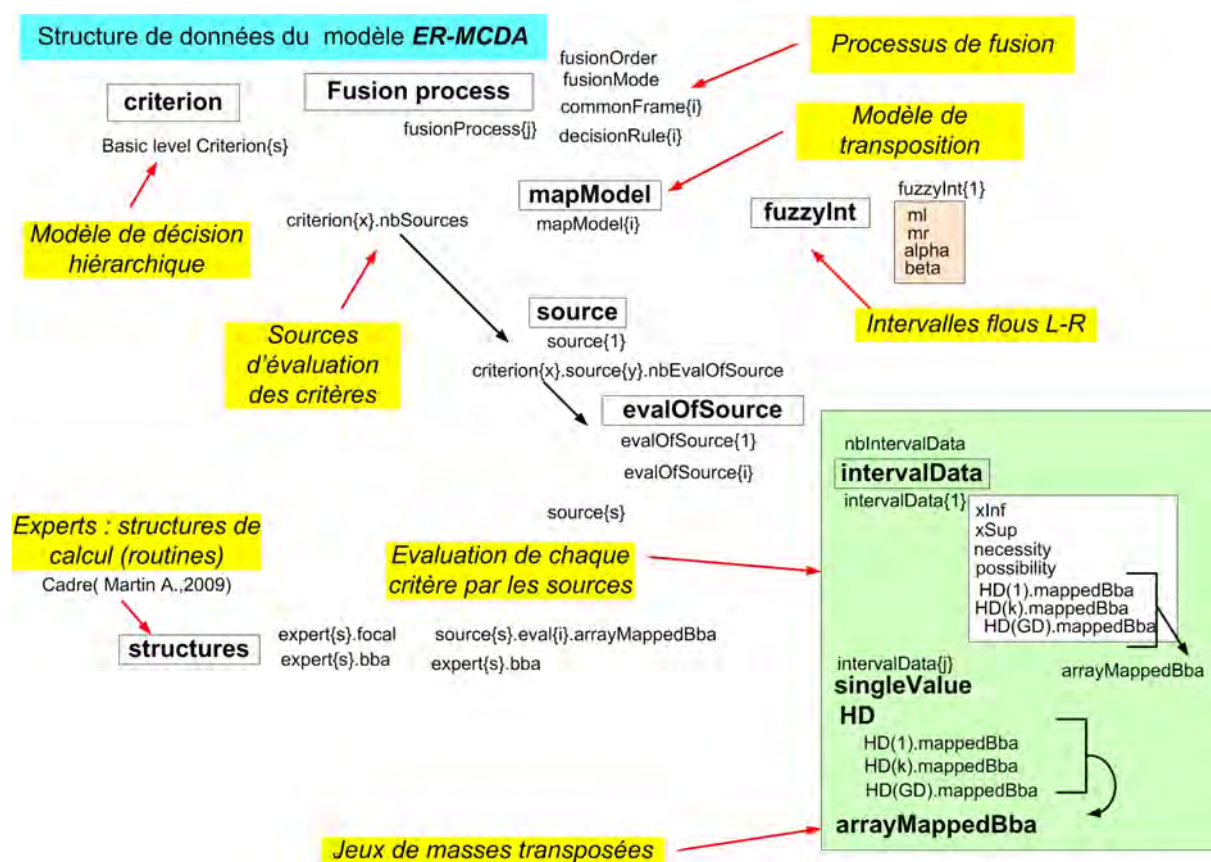 Structure de données du modèle ER-MCDA
fusionOrder
fusionMode
commonFrame{i}
decisionRule{i}
Processus de fusion
criterion
Fusion process
fusionProcess{j}
Basic level Criterion{s}
Modèle de
transposition
mapModel
mapModel{i}
fuzzyInt
fuzzyInt{1}
ml
mr
alpha
beta
criterion{x}.nbSources
Modèle de décision
hiérarchique
Intervalles flous L-R
Sources
d'évaluation
des critères
source
source{1}
criterion{x}.source{y}.nbEvalOfSource
evalOfSource
evalOfSource{1}
evalOfSource{i}
source{s}
nbIntervalData
intervalData
intervalData{1}
xInf
xSup
necessity
possibility
HD(1).mappedBba
HD(k).mappedBba
HD(GD).mappedBba
arrayMappedBba
Experts : structures de
calcul (routines)
Cadre( Martin A.,2009)
Evaluation de chaque
critère par les sources
structures
expert{s}.focal
expert{s}.bba
source{s}.eval{i}.arrayMappedBba
expert{s}.bba
intervalData{j}
singleValue
HD
HD(1).mappedBba
HD(k).mappedBba
HD(GD).mappedBba
arrayMappedBba
Jeux de masses transposées